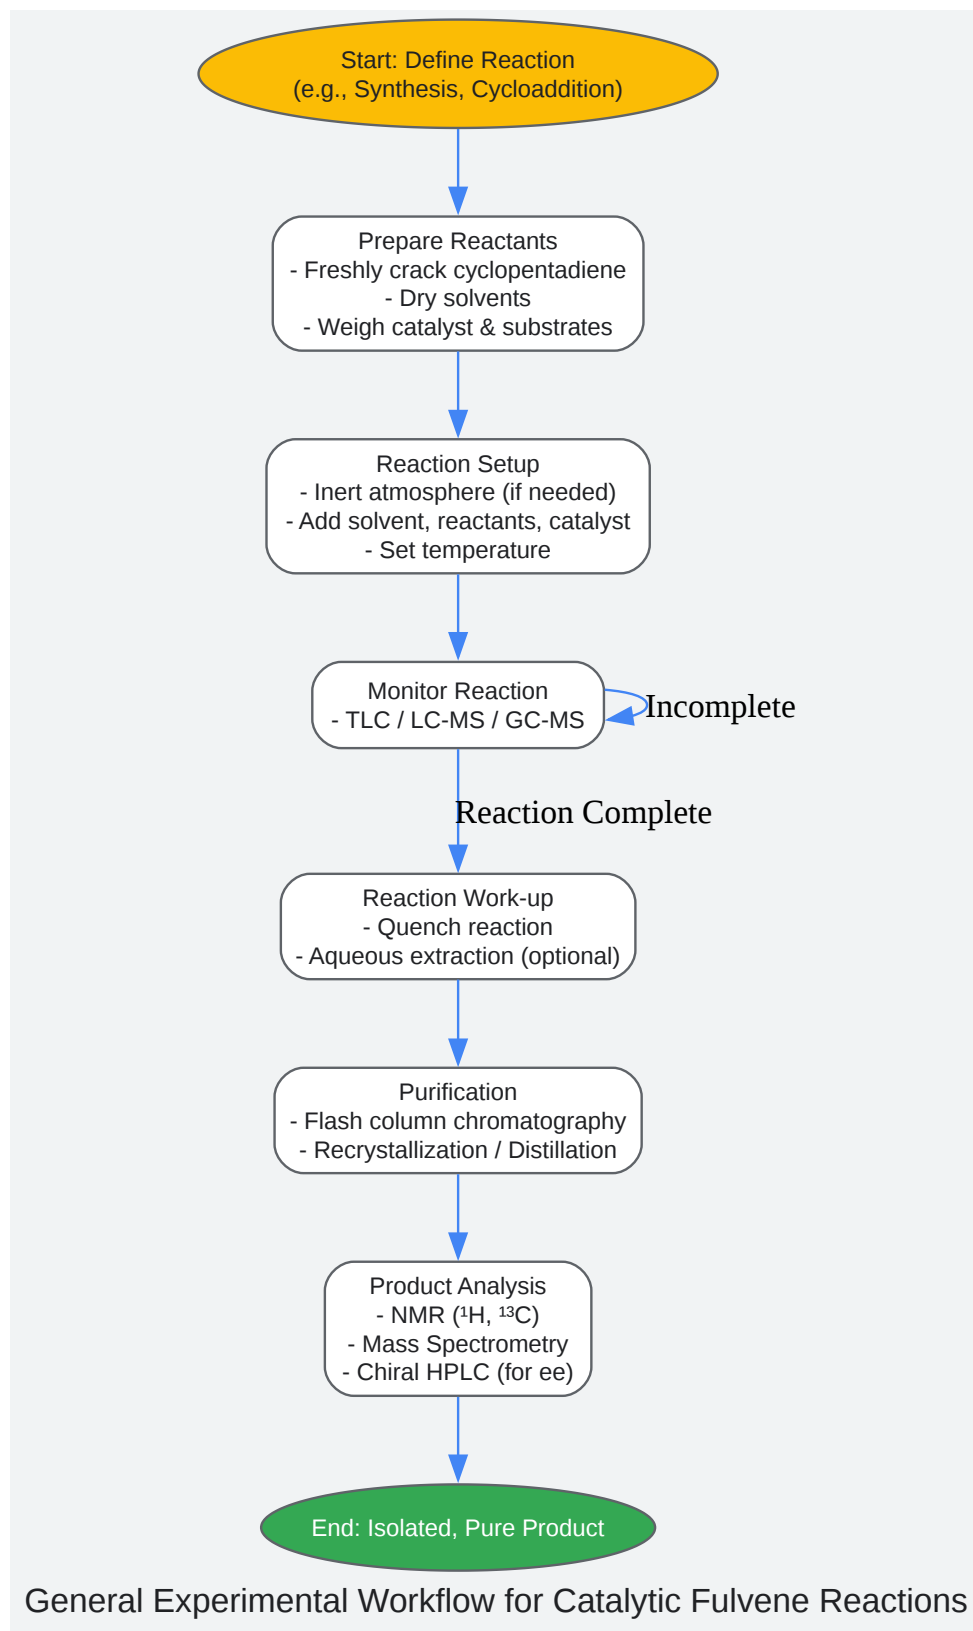 Start: Define Reaction
(e.g., Synthesis, Cycloaddition)
Prepare Reactants
- Freshly crack cyclopentadiene
- Dry solvents
- Weigh catalyst & substrates
Reaction Setup
- Inert atmosphere (if needed)
- Add solvent, reactants, catalyst
- Set temperature
Monitor Reaction
- TLC / LC-MS / GC-MS
Incomplete
Reaction Complete
Reaction Work-up
- Quench reaction
- Aqueous extraction (optional)
Purification
- Flash column chromatography
- Recrystallization / Distillation
Product Analysis
- NMR (¹H, ¹³C)
- Mass Spectrometry
- Chiral HPLC (for ee)
End: Isolated, Pure Product
General Experimental Workflow for Catalytic Fulvene Reactions